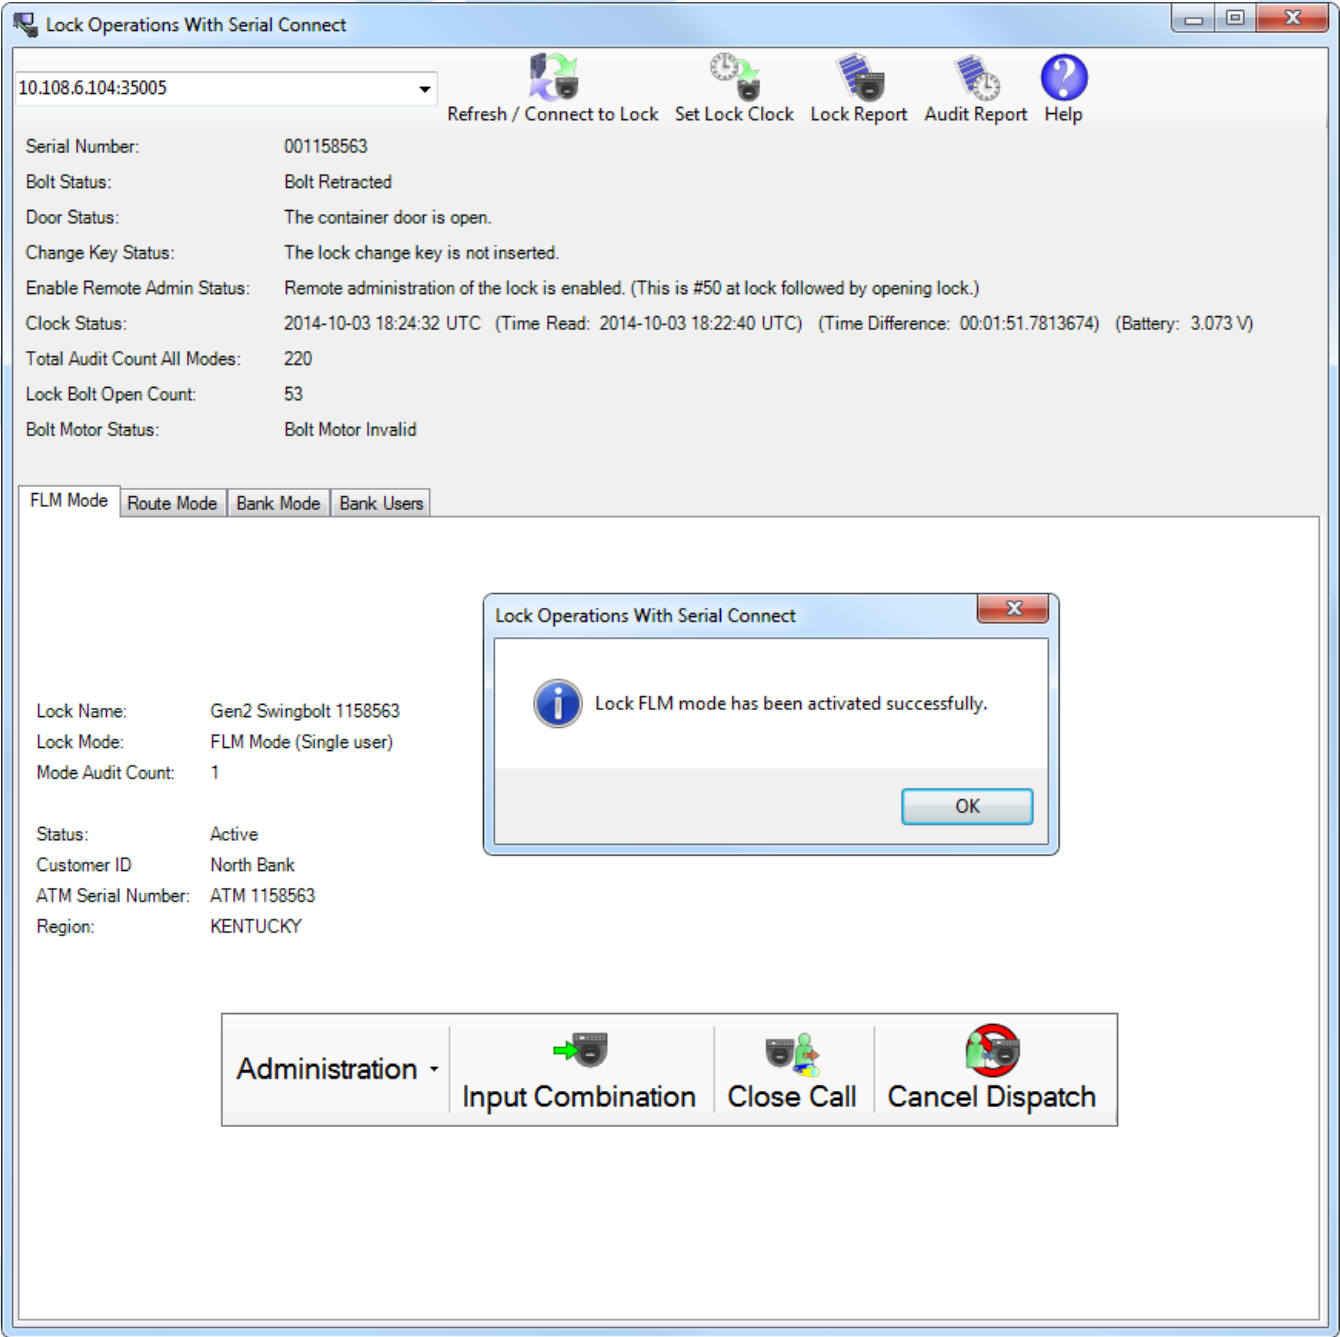 Lock Operations With Serial Connect
10.108.6.104:35005
Refresh / Connect to Lock Set Lock Clock Lock Report Audit Report Help
Serial Number: 001158563
Bolt Status: Bolt Retracted
Door Status: The container door is open.
Change Key Status: The lock change key is not inserted.
Enable Remote Admin Status: Remote administration of the lock is enabled. (This is #50 at lock followed by opening lock.)
Clock Status: 2014-10-03 18:24:32 UTC (Time Read: 2014-10-03 18:22:40 UTC) (Time Difference: 00:01:51.7813674) (Battery: 3.073 V)
Total Audit Count All Modes: 220
Lock Bolt Open Count: 53
Bolt Motor Status: Bolt Motor Invalid
FLM Mode Route Mode Bank Mode Bank Users
Lock Operations With Serial Connect
Lock FLM mode has been activated successfully.
OK
Lock Name: Gen2 Swingbolt 1158563
Lock Mode: FLM Mode (Single user)
Mode Audit Count: 1
Status: Active
Customer ID North Bank
ATM Serial Number: ATM 1158563
Region: KENTUCKY
Administration
Input Combination Close Call Cancel Dispatch